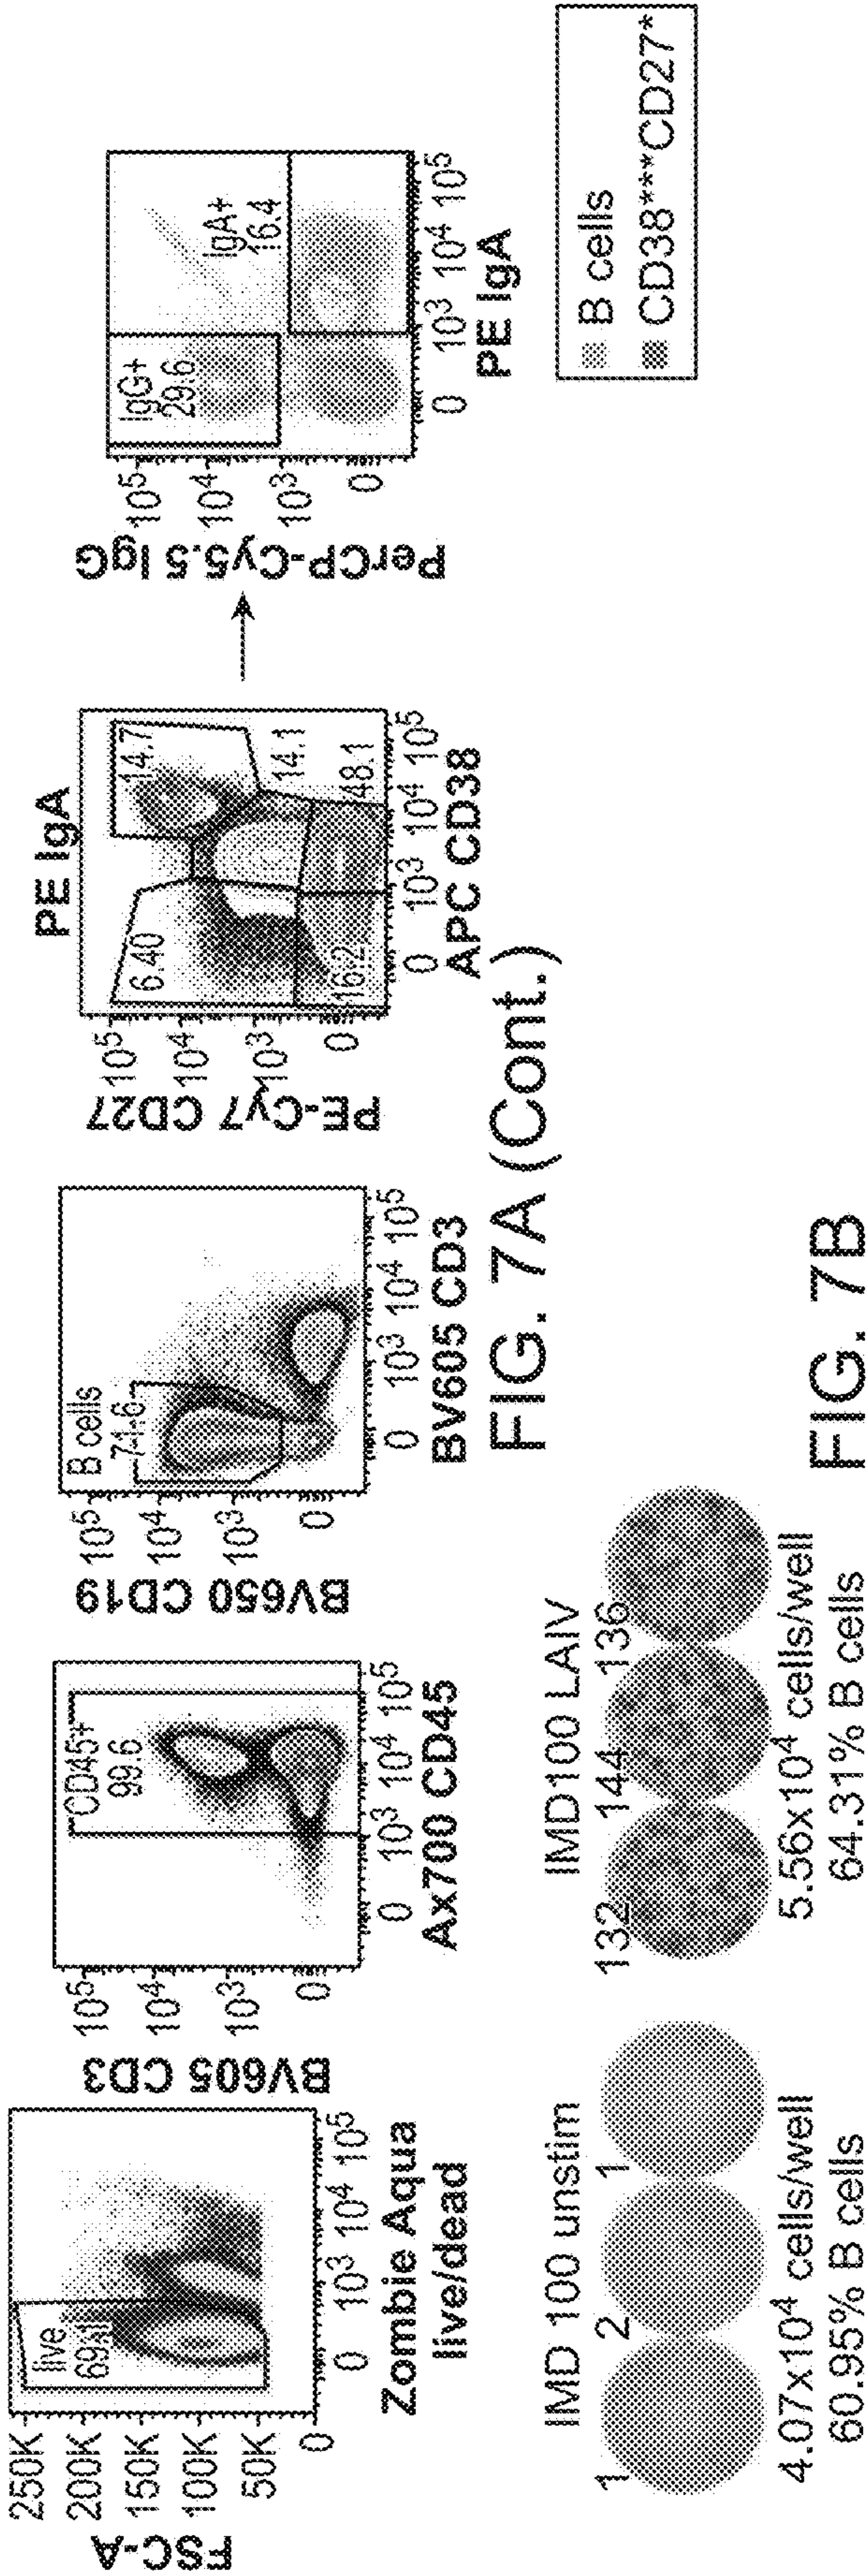 FSC-A
250K
200K
150K
100K
50K
0
live
69.1
0 10³ 10⁴ 10⁵
Zombie Aqua
live/dead
BV605 CD3
10⁵
10⁴
10³
0
CD45+
99.6
0 10³ 10⁴ 10⁵
Ax700 CD45
BV650 CD19
10⁵
10⁴
10³
0
B cells
71.6
0 10³ 10⁴ 10⁵
BV605 CD3
PE IgA
PE-Cy7 CD27
10⁵
10⁴
10³
0
6.40
14.7
14.1
16.2
48.1
0 10³ 10⁴ 10⁵
APC CD38
PerCP-Cy5.5 IgG
10⁵
10⁴
10³
0
IgG+
29.6
IgA+
16.4
0 10³ 10⁴ 10⁵
PE IgA
FIG. 7A (Cont.)
B cells
CD38***CD27*
IMD 100 unstim
1 2 1
4.07x10⁴ cells/well
60.95% B cells
IMD100 LAIV
132 144 136
5.56x10⁴ cells/well
64.31% B cells
FIG. 7B